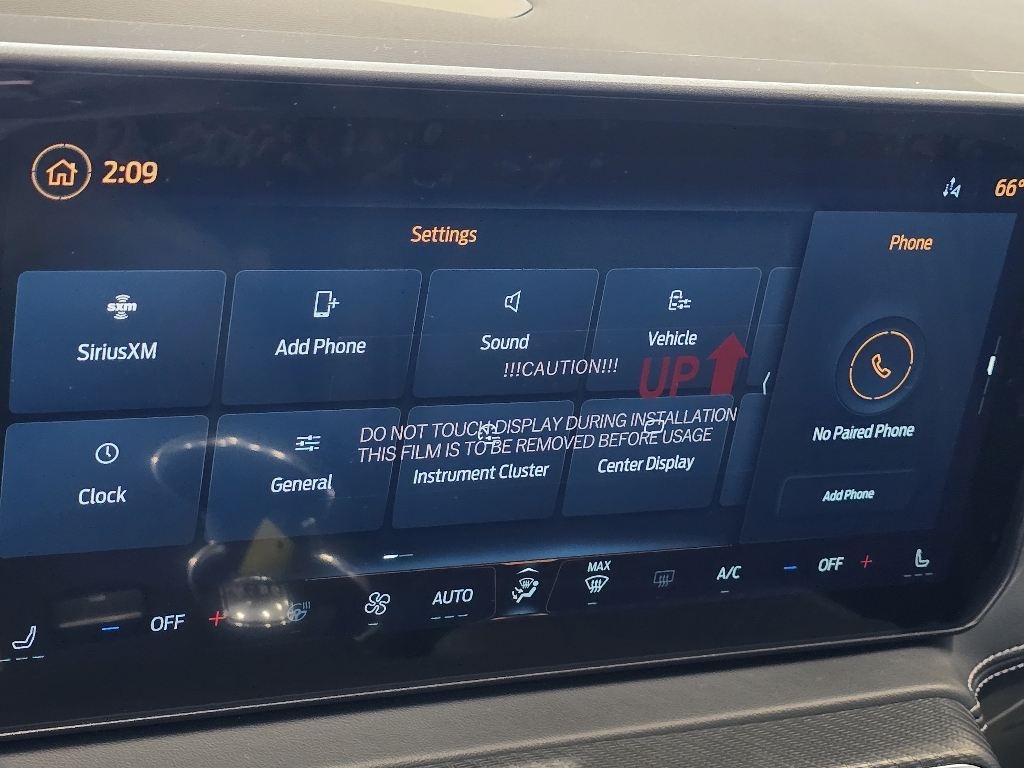 2:09
66°
Settings
Phone
sxm
SiriusXM
Add Phone
Sound
Vehicle
!!!CAUTION!!!
UP
DO NOT TOUCH DISPLAY DURING INSTALLATION
THIS FILM IS TO BE REMOVED BEFORE USAGE
Clock
General
Instrument Cluster
Center Display
No Paired Phone
Add Phone
OFF
AUTO
MAX
A/C
OFF